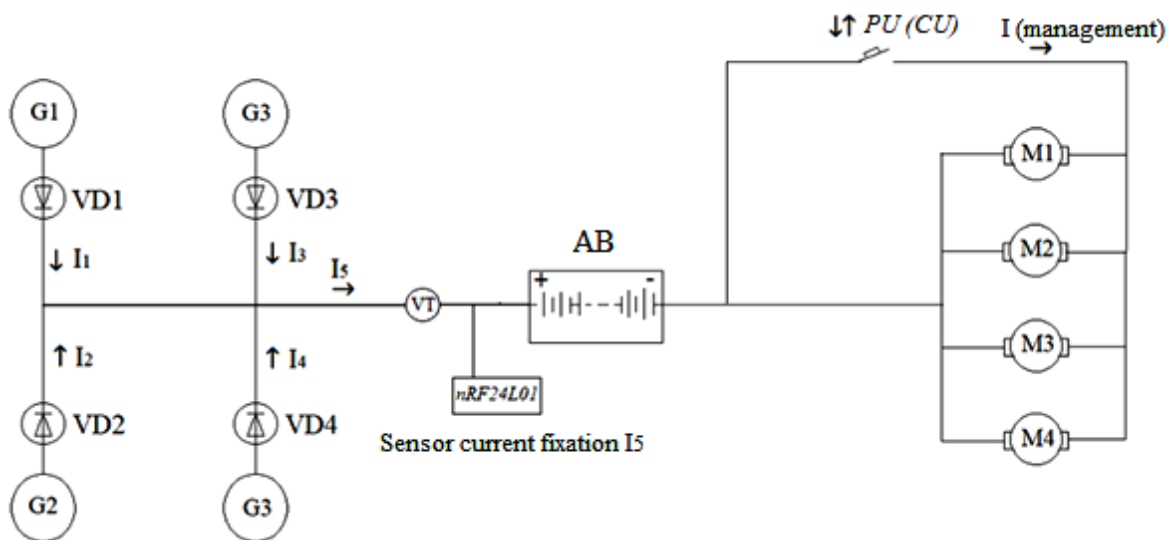 ↓↑ PU (CU)
I (management)
→
G1
G3
M1
VD1
VD3
M2
AB
↓ I1
↓ I3
I5
→
+
-
VT
↑ I2
↑ I4
M3
nRF24L01
VD2
VD4
M4
Sensor current fixation I5
G2
G3